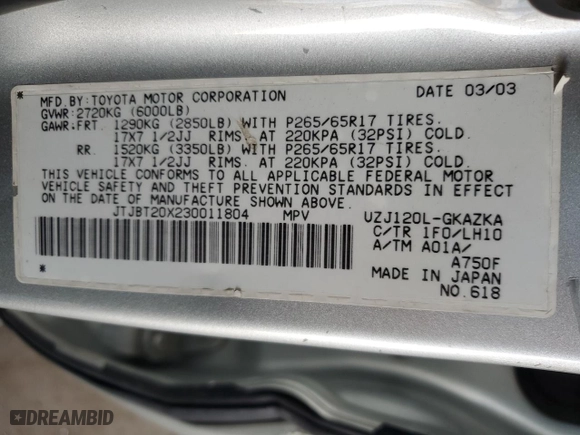 MFD.BY:TOYOTA MOTOR CORPORATION DATE 03/03
GVWR:2720KG (6000LB)
GAWR:FRT. 1290KG (2850LB) WITH P265/65R17 TIRES.
17X7 1/2JJ RIMS. AT 220KPA (32PSI) COLD.
RR. 1520KG (3350LB) WITH P265/65R17 TIRES.
17X7 1/2JJ RIMS. AT 220KPA (32PSI) COLD.
THIS VEHICLE CONFORMS TO ALL APPLICABLE FEDERAL MOTOR
VEHICLE SAFETY AND THEFT PREVENTION STANDARDS IN EFFECT
ON THE DATE OF MANUFACTURE SHOWN ABOVE.
JTJBT20X230011804 MPV UZJ120L-GKAZKA
C/TR 1F0/LH10
A/TM A01A/
A750F
MADE IN JAPAN
NO.618
DREAMBID